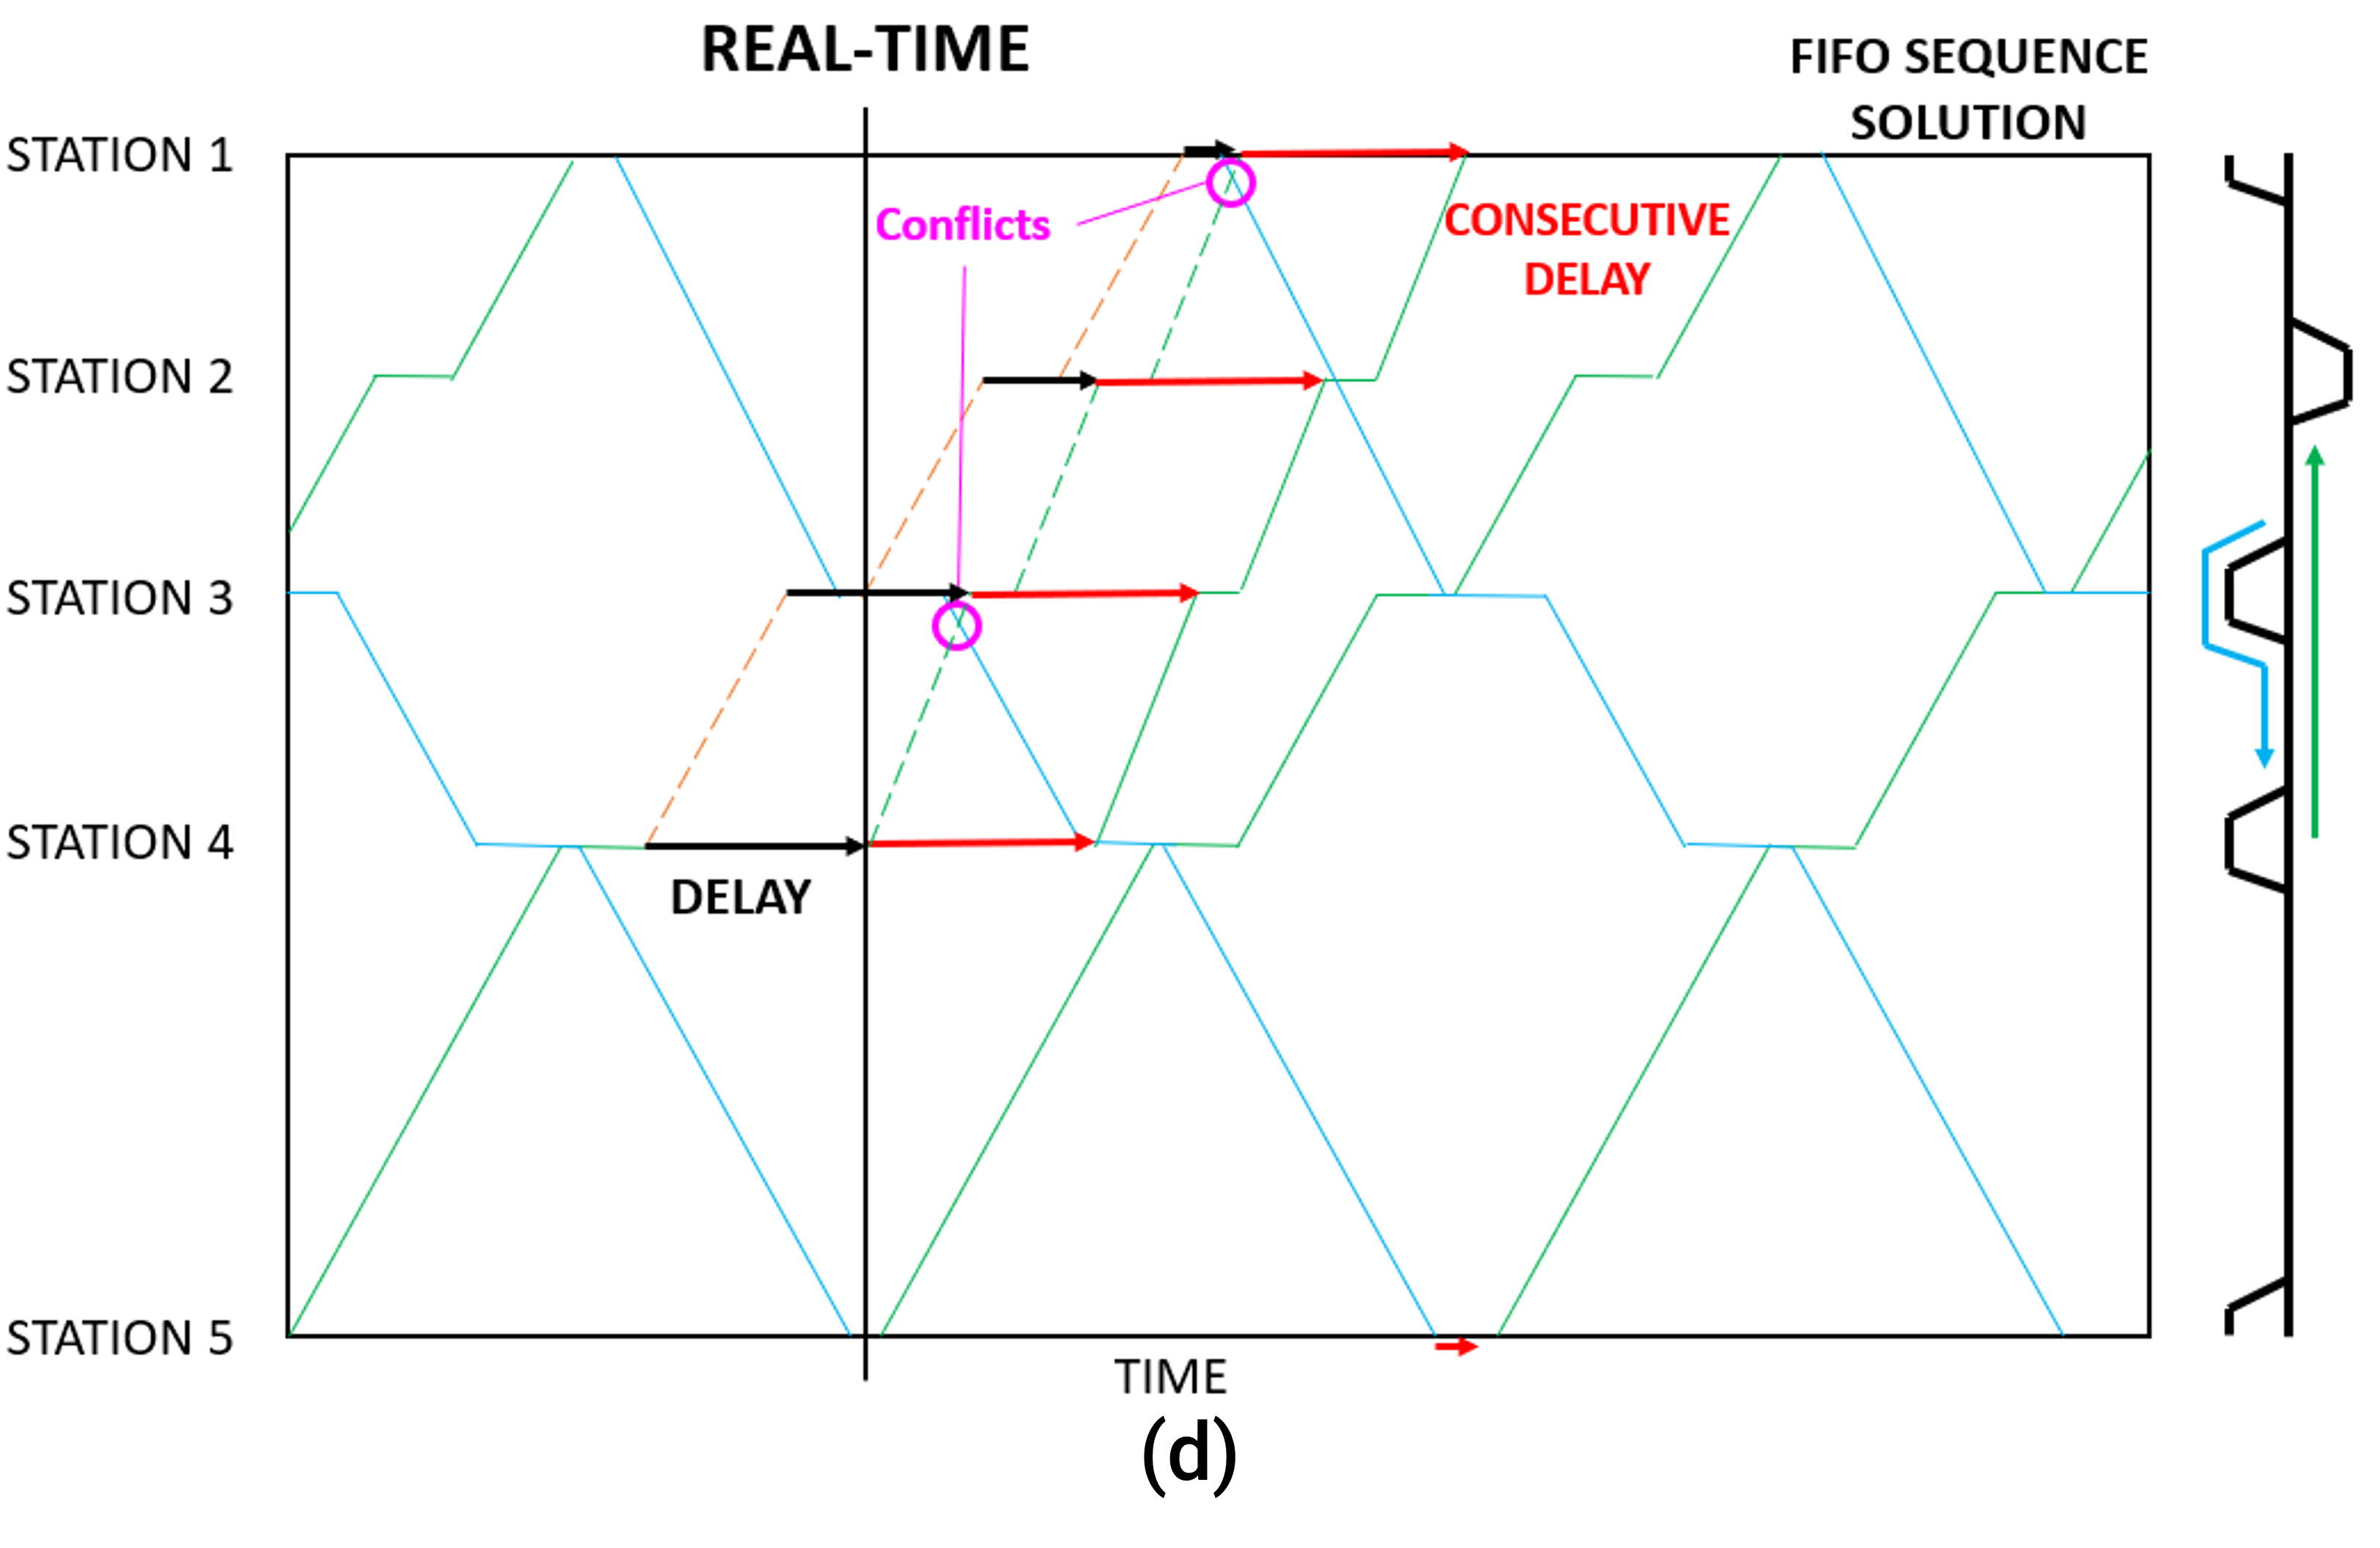 REAL-TIME
FIFO SEQUENCE
SOLUTION
STATION 1
Conflicts
CONSECUTIVE
DELAY
STATION 2
STATION 3
STATION 4
DELAY
STATION 5
TIME
(d)